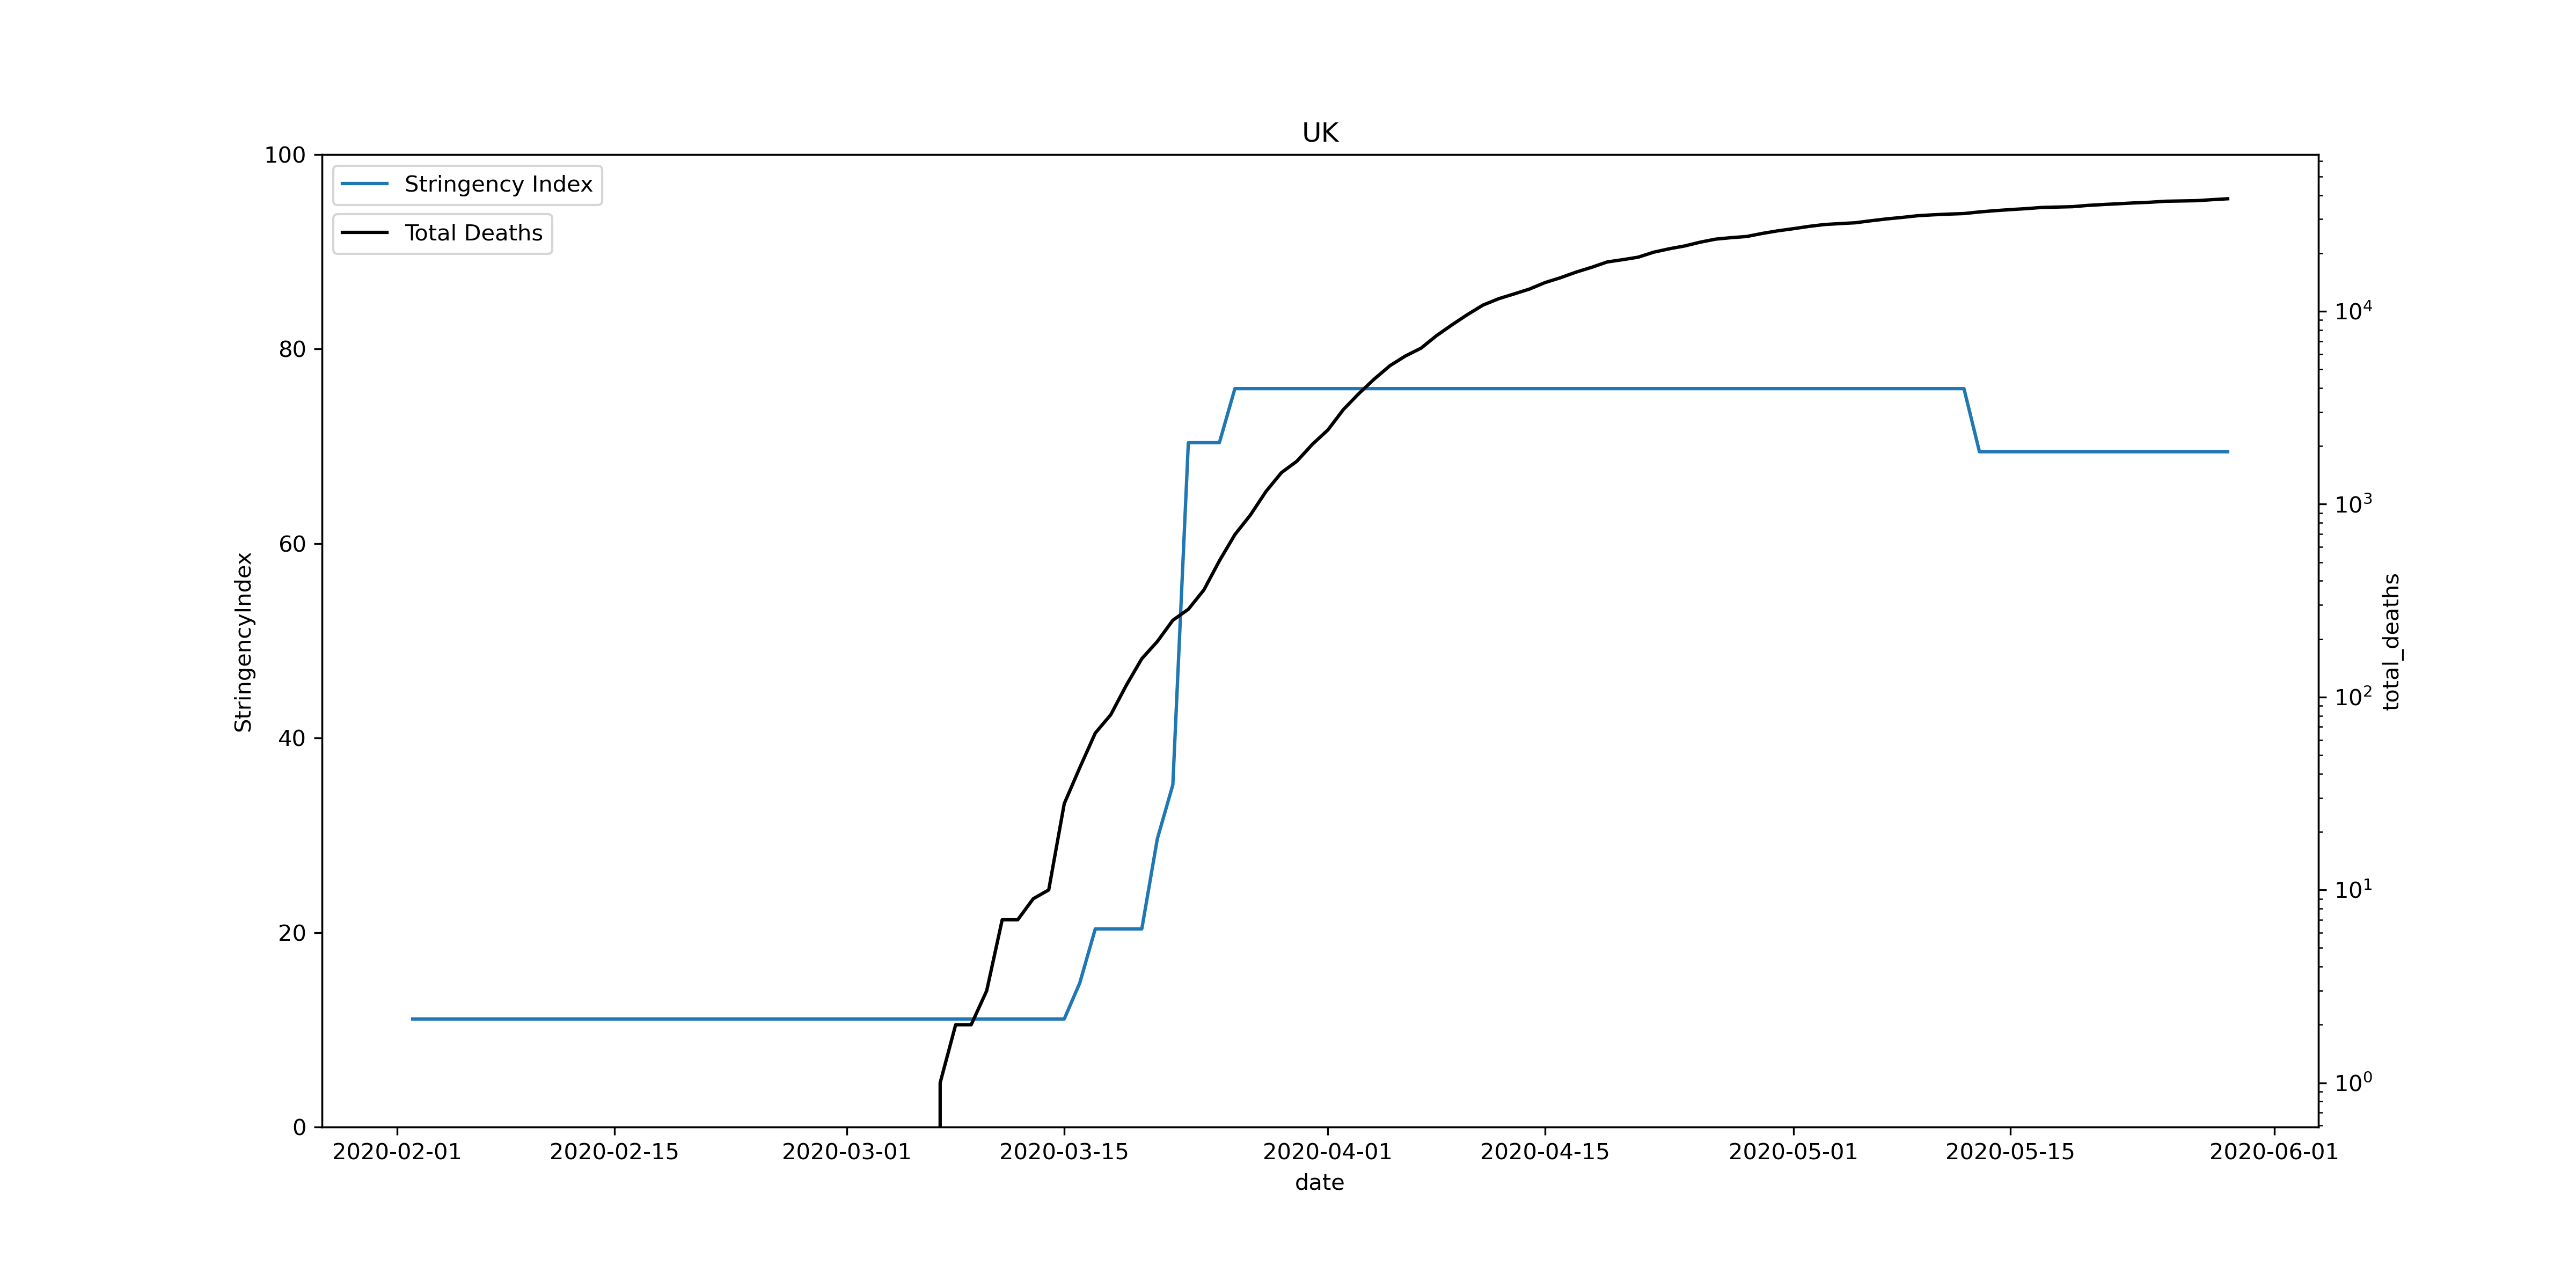 UK
100
80
60
40
20
0
StringencyIndex
Stringency Index
Total Deaths
10⁴
10³
10²
10¹
10⁰
total_deaths
2020-02-01 2020-02-15 2020-03-01 2020-03-15 2020-04-01 2020-04-15 2020-05-01 2020-05-15 2020-06-01
date